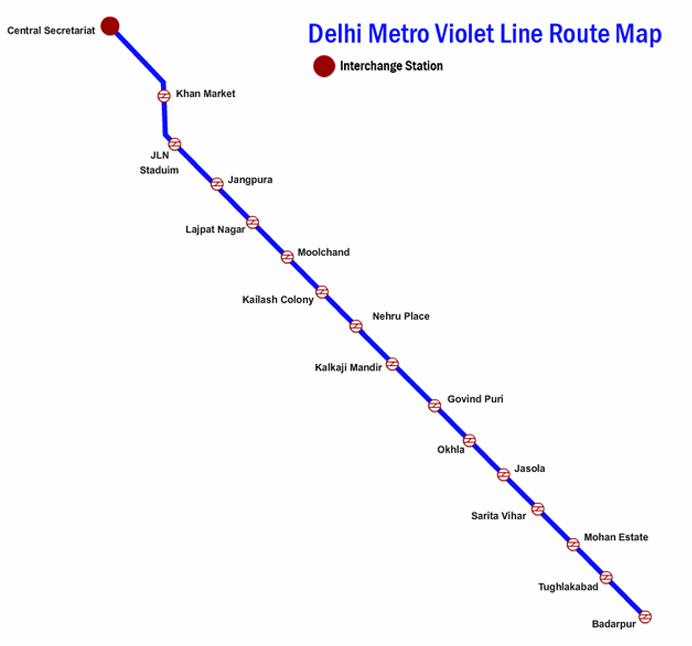 Delhi Metro Violet Line Route Map
Interchange Station
Central Secretariat
Khan Market
JLN
Staduim
Jangpura
Lajpat Nagar
Moolchand
Kailash Colony
Nehru Place
Kalkaji Mandir
Govind Puri
Okhla
Jasola
Sarita Vihar
Mohan Estate
Tughlakabad
Badarpur